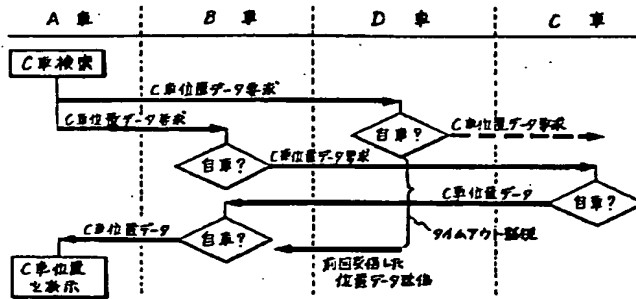 A 車 B 車 D 車 C 車
C車検索
C車位置データ要求
C車位置データ要求
自車?
C車位置データ要求
自車?
C車位置データ要求
C車位置データ
自車?
タイムアウト処理
C車位置データ
自車?
前回受信した
位置データ送信
C車位置
を表示